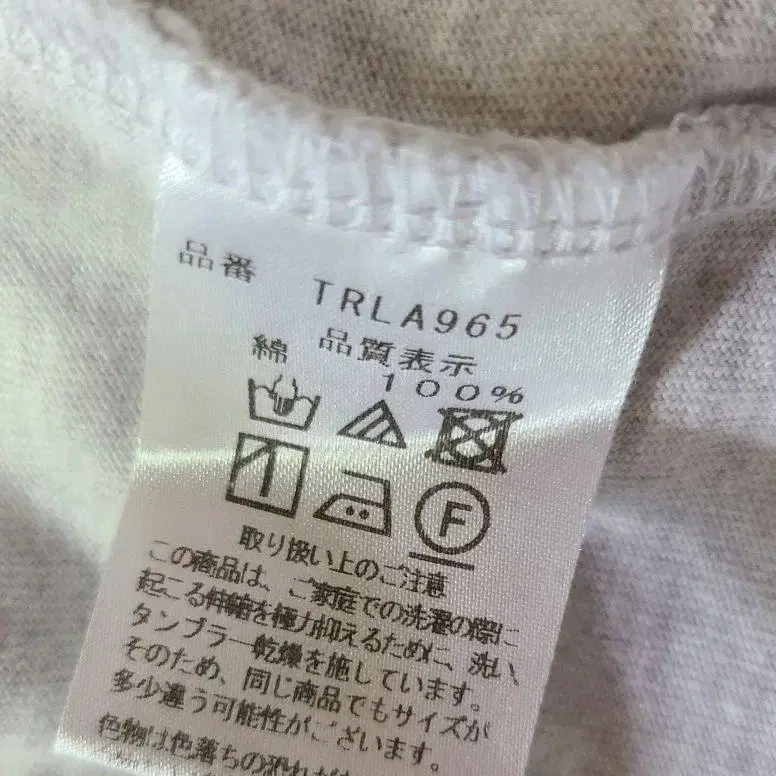 品番 TRLA965
品質表示
綿 100%
F
取り扱い上のご注意
この商品は、ご家庭での洗濯の際に
起こる伸縮を極力抑えるために、洗い、
タンブラー乾燥を施しています。
そのため、同じ商品でもサイズが
多少違う可能性がございます。
色物は色落ちの恐れが